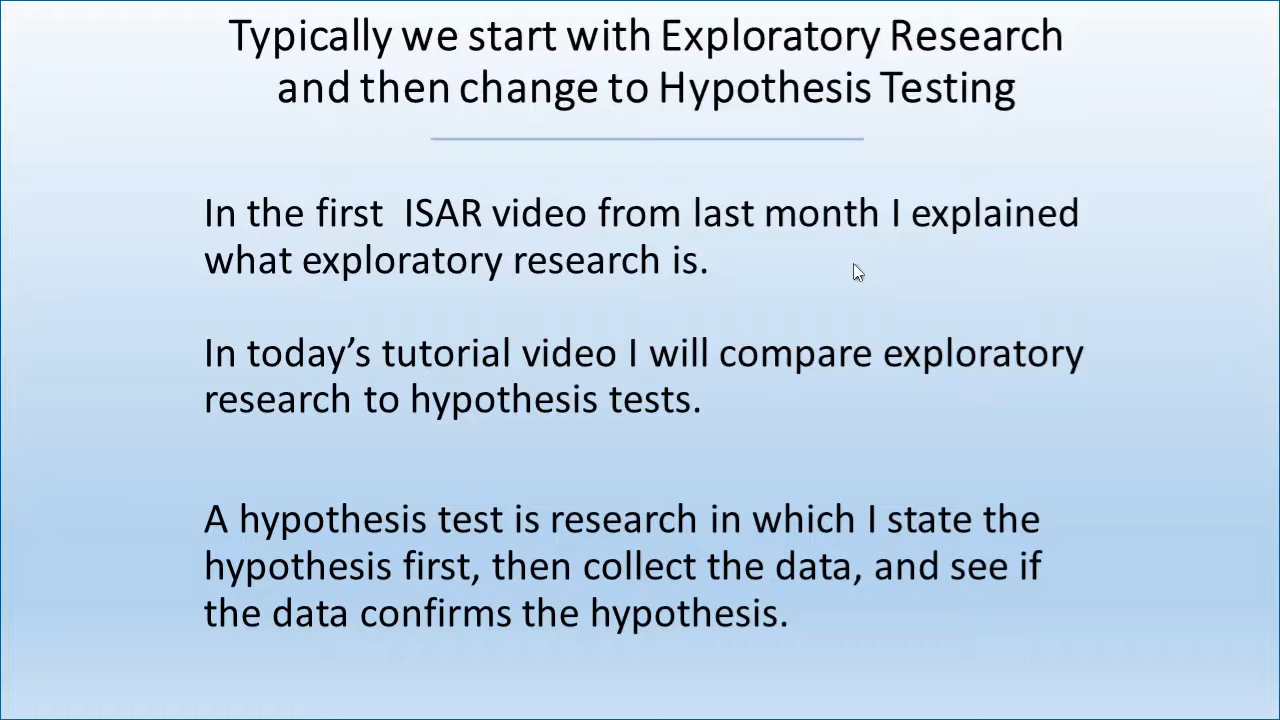 Typically we start with Exploratory Research
and then change to Hypothesis Testing
In the first  ISAR video from last month I explained
what exploratory research is.
In today’s tutorial video I will compare exploratory
research to hypothesis tests.
A hypothesis test is research in which I state the
hypothesis first, then collect the data, and see if
the data confirms the hypothesis.